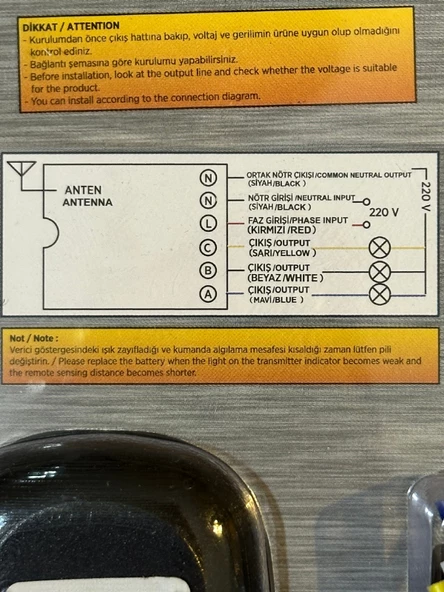 DİKKAT / ATTENTION
- Kurulumdan önce çıkış hattına bakıp, voltaj ve gerilimin ürüne uygun olup olmadığını
kontrol ediniz.
- Bağlantı şemasına göre kurulumu yapabilirsiniz.
- Before installation, look at the output line and check whether the voltage is suitable
for the product.
- You can install according to the connection diagram.
ANTEN
ANTENNA
N
ORTAK NÖTR ÇIKIŞI/COMMON NEUTRAL OUTPUT
(SİYAH/BLACK)
N
NÖTR GİRİŞİ/NEUTRAL INPUT
(SİYAH/BLACK)
L
FAZ GİRİŞİ/PHASE INPUT
(KIRMIZI/RED)
220 V
C
ÇIKIŞ/OUTPUT
(SARI/YELLOW)
B
ÇIKIŞ/OUTPUT
(BEYAZ/WHITE)
A
ÇIKIŞ/OUTPUT
(MAVİ/BLUE)
220 V
Not / Note :
Verici göstergesindeki ışık zayıfladığı ve kumanda algılama mesafesi kısaldığı zaman lütfen pili
değiştirin. / Please replace the battery when the light on the transmitter indicator becomes weak and
the remote sensing distance becomes shorter.